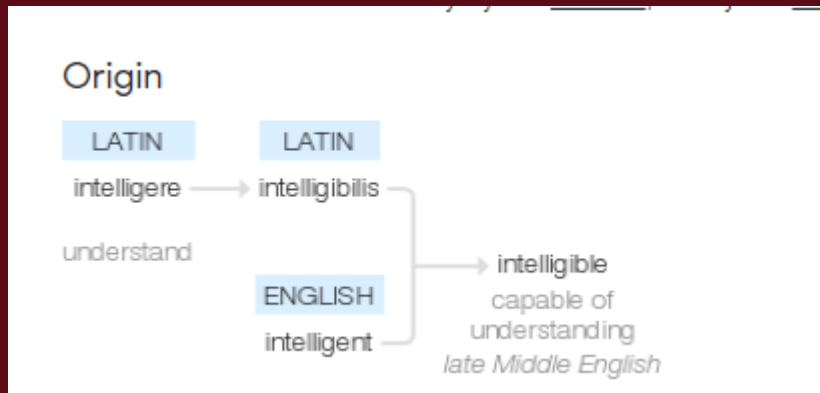 Origin
LATIN LATIN
intelligere intelligibilis
understand
intelligible
ENGLISH
capable of
understanding
intelligent
late Middle English